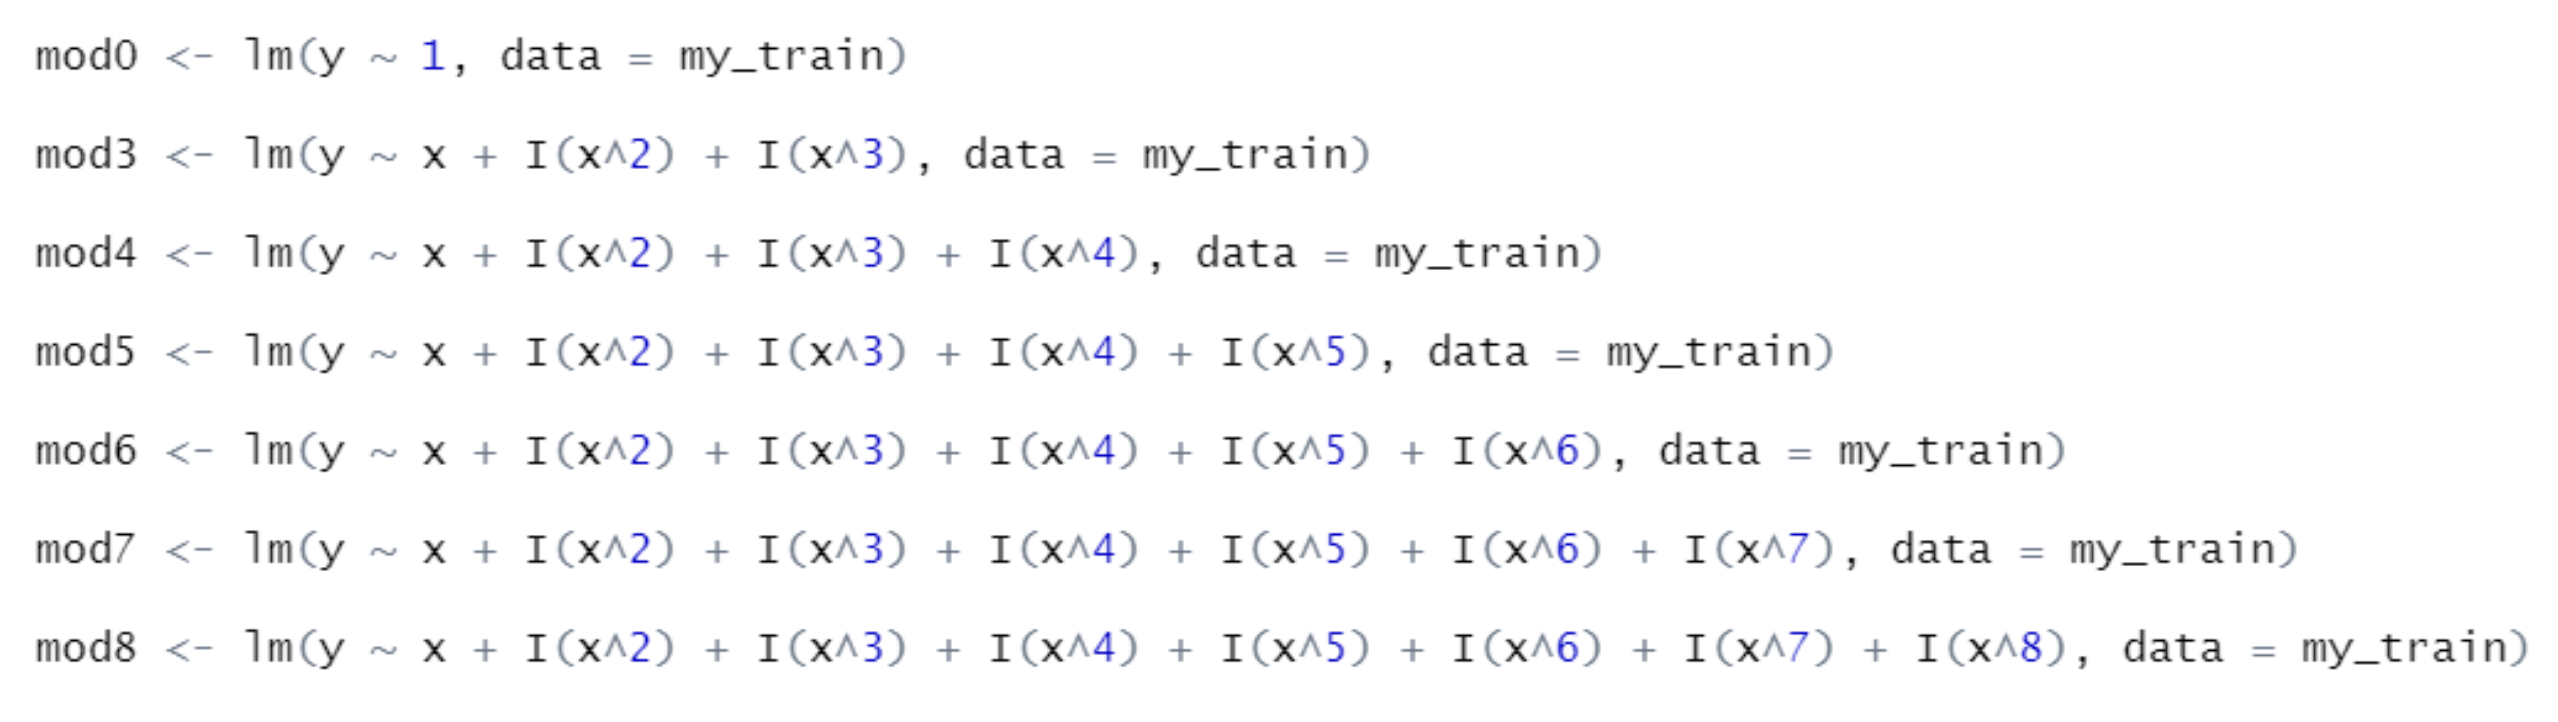 mod0 <- lm(y ~ 1, data = my_train)
mod3 <- lm(y ~ x + I(x^2) + I(x^3), data = my_train)
mod4 <- lm(y ~ x + I(x^2) + I(x^3) + I(x^4), data = my_train)
mod5 <- lm(y ~ x + I(x^2) + I(x^3) + I(x^4) + I(x^5), data = my_train)
mod6 <- lm(y ~ x + I(x^2) + I(x^3) + I(x^4) + I(x^5) + I(x^6), data = my_train)
mod7 <- lm(y ~ x + I(x^2) + I(x^3) + I(x^4) + I(x^5) + I(x^6) + I(x^7), data = my_train)
mod8 <- lm(y ~ x + I(x^2) + I(x^3) + I(x^4) + I(x^5) + I(x^6) + I(x^7) + I(x^8), data = my_train)